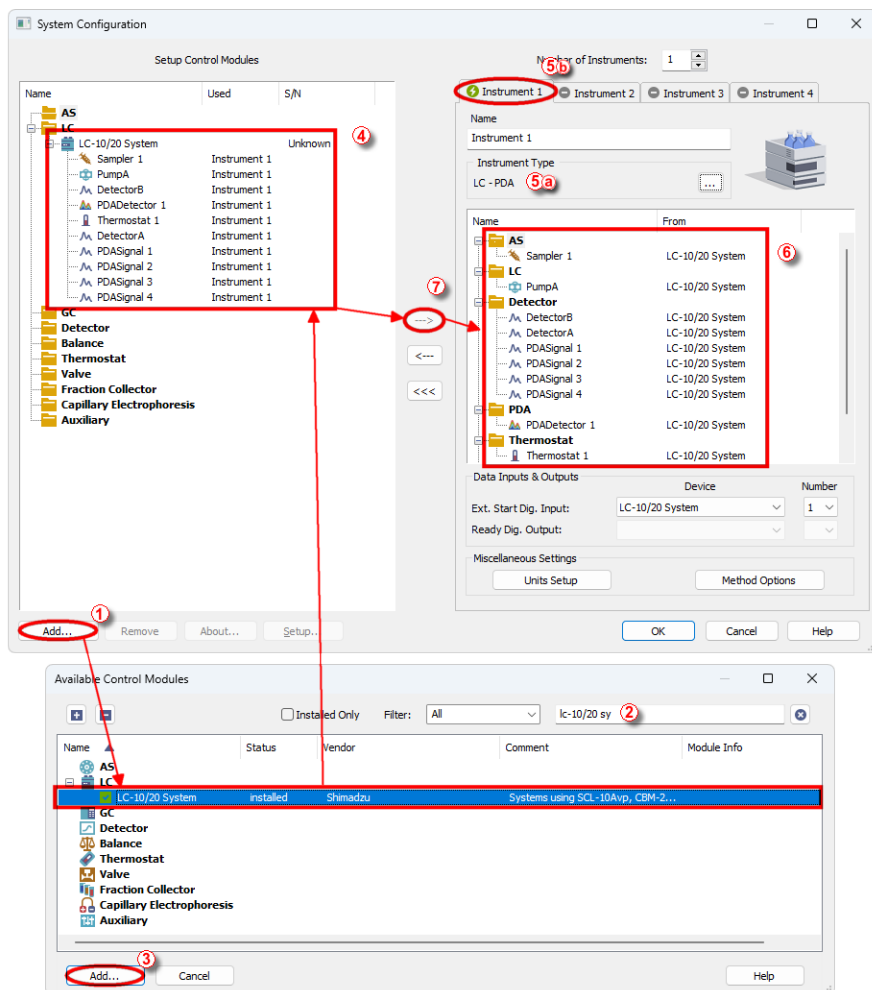 System Configuration
Setup Control Modules
Number of Instruments: 1
5b
Name Used S/N
AS
LC
LC-10/20 System Unknown
4
Sampler 1 Instrument 1
PumpA Instrument 1
DetectorB Instrument 1
PDADetector 1 Instrument 1
Thermostat 1 Instrument 1
DetectorA Instrument 1
PDASignal 1 Instrument 1
PDASignal 2 Instrument 1
PDASignal 3 Instrument 1
PDASignal 4 Instrument 1
GC
Detector
Balance
Thermostat
Valve
Fraction Collector
Capillary Electrophoresis
Auxiliary
7
--->
<---
<<<
Instrument 1 Instrument 2 Instrument 3 Instrument 4
Name
Instrument 1
Instrument Type
LC - PDA 5a ...
Name From
AS
Sampler 1 LC-10/20 System
6
LC
PumpA LC-10/20 System
Detector
DetectorB LC-10/20 System
DetectorA LC-10/20 System
PDASignal 1 LC-10/20 System
PDASignal 2 LC-10/20 System
PDASignal 3 LC-10/20 System
PDASignal 4 LC-10/20 System
PDA
PDADetector 1 LC-10/20 System
Thermostat
Thermostat 1 LC-10/20 System
Data Inputs & Outputs
Device Number
Ext. Start Dig. Input: LC-10/20 System 1
Ready Dig. Output:
Miscellaneous Settings
Units Setup Method Options
1
Add... Remove About... Setup...
OK Cancel Help
Available Control Modules
Installed Only Filter: All lc-10/20 sy 2
Name Status Vendor Comment Module Info
AS
LC
LC-10/20 System installed Shimadzu Systems using SCL-10Avp, CBM-2...
GC
Detector
Balance
Thermostat
Valve
Fraction Collector
Capillary Electrophoresis
Auxiliary
3
Add... Cancel Help